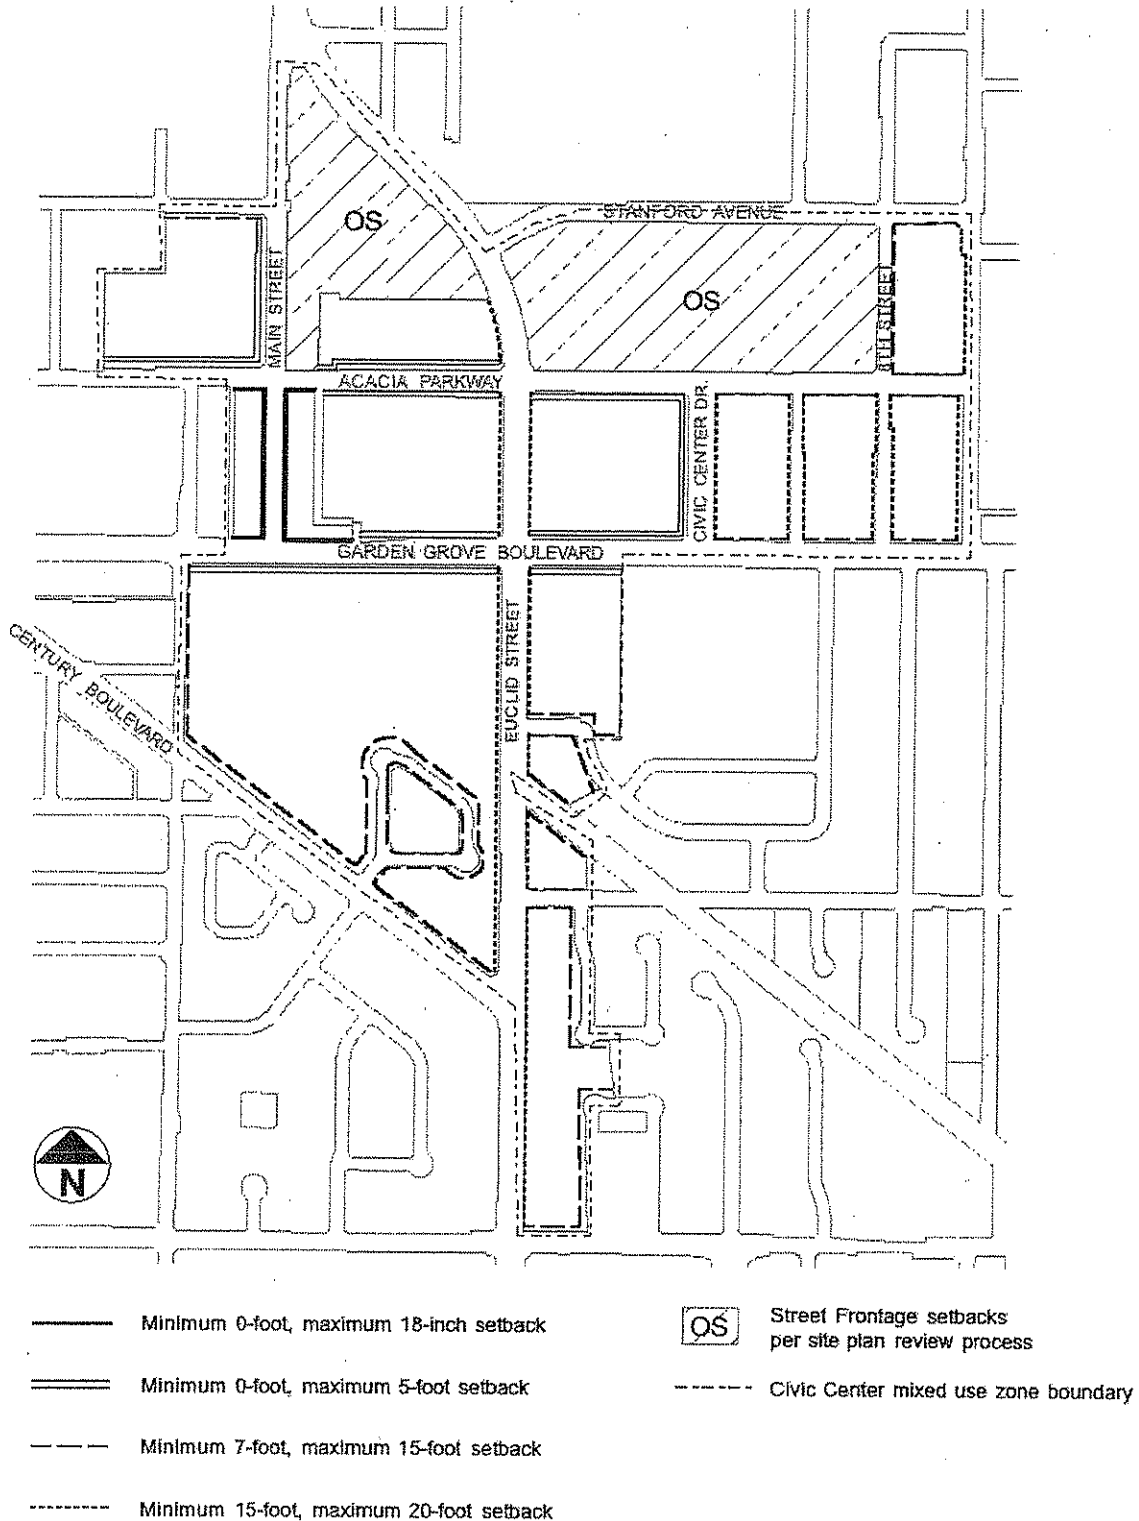 OS
STANFORD AVENUE
MAIN STREET
OS
8TH STREET
ACACIA PARKWAY
CIVIC CENTER DR.
GARDEN GROVE BOULEVARD
CENTURY BOULEVARD
EUCLID STREET
N
Minimum 0-foot, maximum 18-inch setback
Minimum 0-foot, maximum 5-foot setback
Minimum 7-foot, maximum 15-foot setback
Minimum 15-foot, maximum 20-foot setback
OS
Street Frontage setbacks
per site plan review process
Civic Center mixed use zone boundary